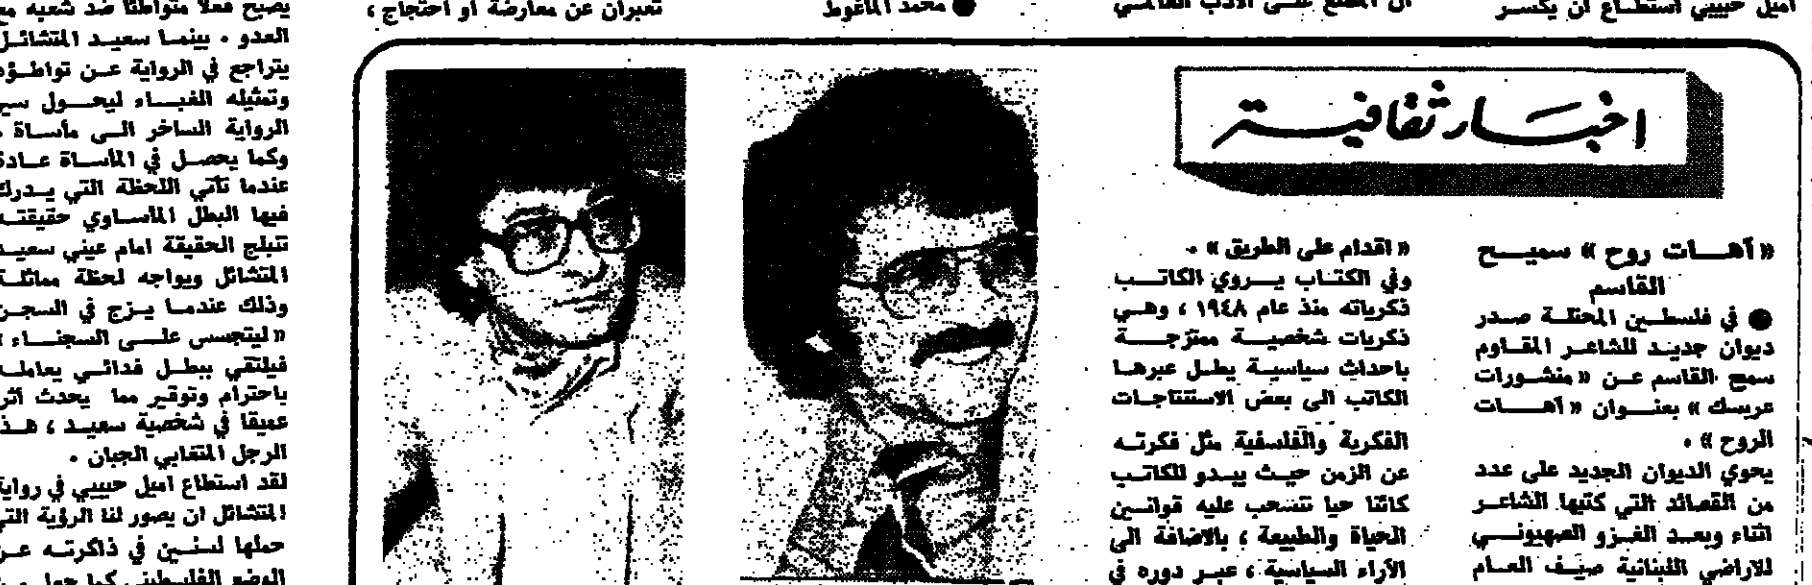 اميل حبيبي استطاع ان يكسر
● محمد الماغوط
تعبران عن معارضة او احتجاج ،
اخبار ثقافية
« آهات روح » سميح
القاسم
● في فلسطين المحتلة صدر
ديوان جديد للشاعر المقاوم
سمح القاسم عن « منشورات
عربسك » بعنوان « آهات
الروح » .
يحوي الديوان الجديد على عدد
من القصائد التي كتبها الشاعر
اثناء وبعد الغزو الصهيوني
للاراضي اللبنانية صيف العام
« اقدام على الطريق » .
وفي الكتاب يروي الكاتب
ذكرياته منذ عام ١٩٤٨ ، وهي
ذكريات شخصية ممتزجة
باحداث سياسية يطل عبرها
الكاتب الى بعض الاستنتاجات
الفكرية والفلسفية مثل فكرته
عن الزمن حيث يبدو للكاتب
كائنا حيا تنسحب عليه قوانين
الحياة والطبيعة ، بالاضافة الى
الآراء السياسية ، عبر دوره في
يصبح فعلا متواطئا ضد شعبه مع
العدو . بينما سعيد المتشائل
يتراجع في الرواية عن تواطؤه
وتمثيله الغباء ليحول سير
الرواية الساخر الى مأساة .
وكما يحصل في المأساة عادة
عندما تأتي اللحظة التي يدرك
فيها البطل المأساوي حقيقته
تنبلج الحقيقة امام عيني سعيد
المتشائل ويواجه لحظة مماثلة
وذلك عندما يزج في السجن
« ليتجسس على السجناء »
فيلتقي ببطل فدائي يعامله
باحترام وتوقير مما يحدث أثر
عميقا في شخصية سعيد ، هذا
الرجل المتغابي الجبان .
لقد استطاع اميل حبيبي في رواية
المتشائل ان يصور لنا الرؤية التي
حملها لسنين في ذاكرته عن
الوضع الفلسطيني كما جعل